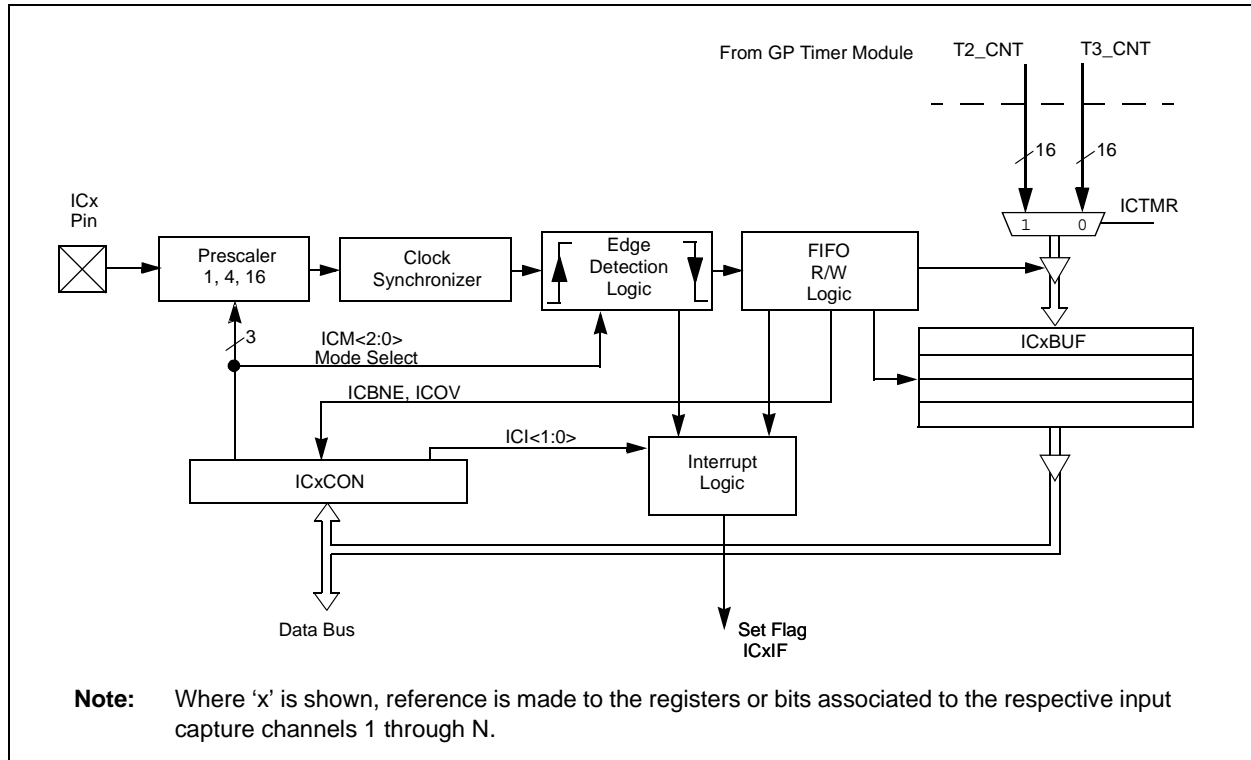 From GP Timer Module
T2_CNT
T3_CNT
16
16
ICx
Pin
ICTMR
1 0
Prescaler
1, 4, 16
Clock
Synchronizer
Edge
Detection
Logic
FIFO
R/W
Logic
3
ICM<2:0>
Mode Select
ICxBUF
ICBNE, ICOV
ICI<1:0>
Interrupt
Logic
ICxCON
Data Bus
Set Flag
ICxIF
Note: Where ‘x’ is shown, reference is made to the registers or bits associated to the respective input
capture channels 1 through N.